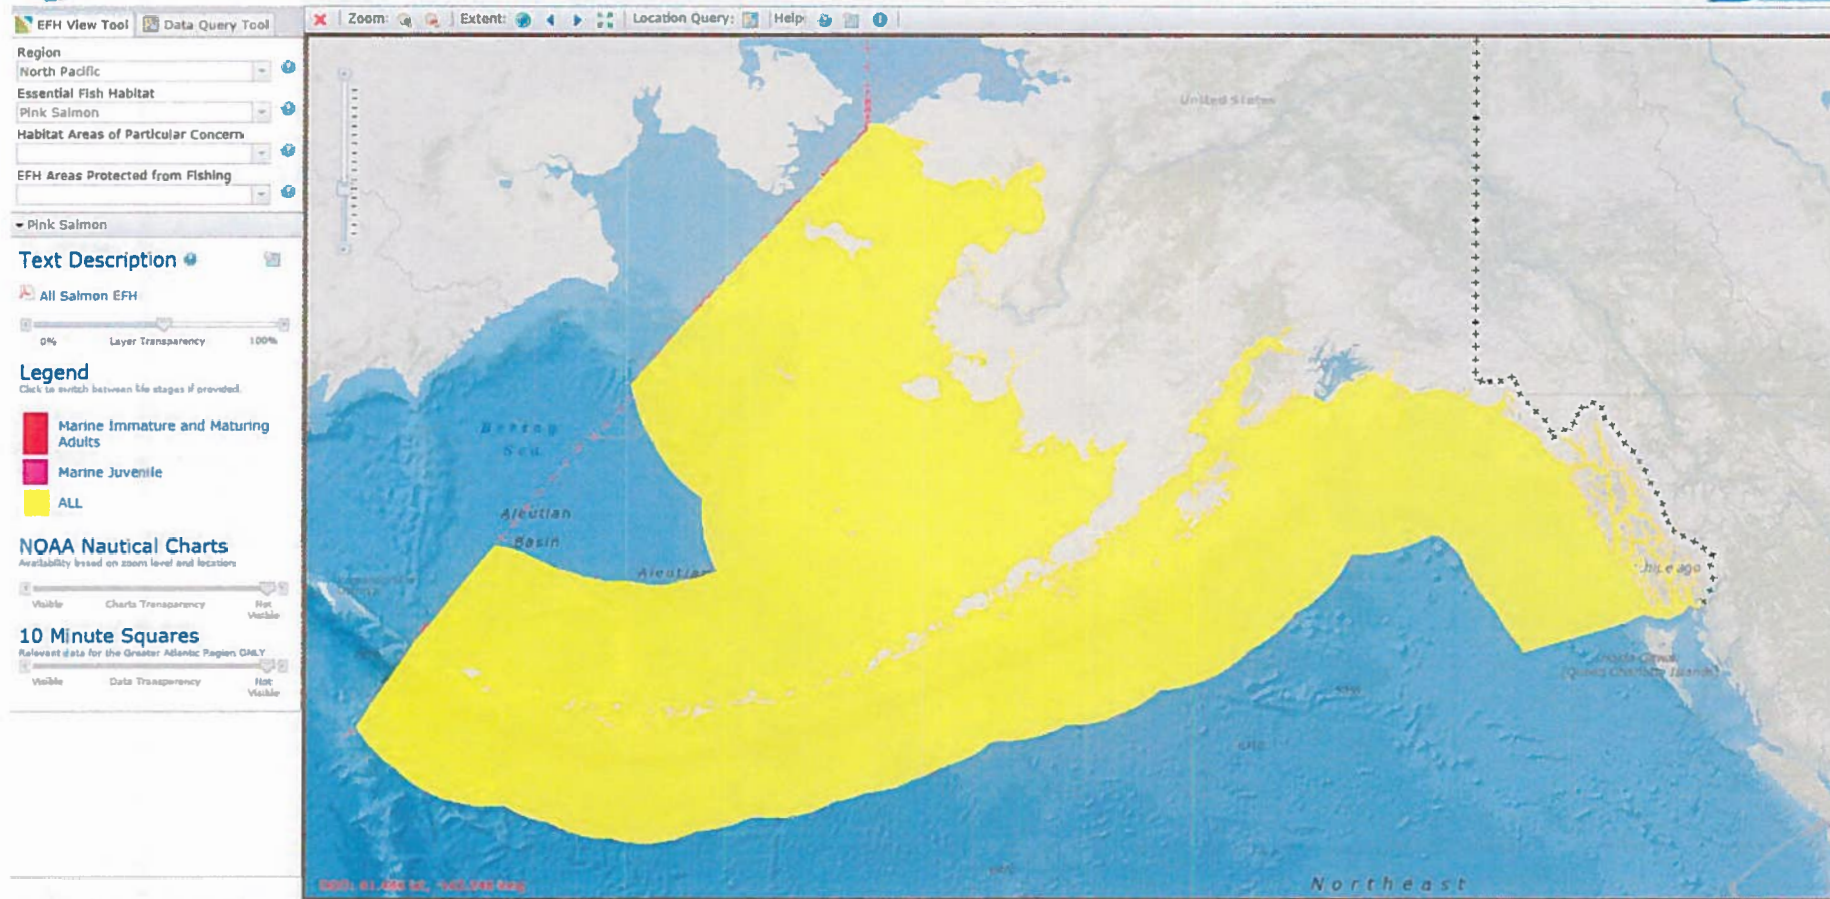 EFH View Tool
Data Query Tool
Zoom:
Extent:
Location Query:
Help
Region
North Pacific
Essential Fish Habitat
Pink Salmon
Habitat Areas of Particular Concern
EFH Areas Protected from Fishing
Pink Salmon
Text Description
All Salmon EFH
0% Layer Transparency 100%
Legend
Click to switch between life stages if provided.
Marine Immature and Maturing
Adults
Marine Juvenile
ALL
NOAA Nautical Charts
Availability based on zoom level and location
Visible Charts Transparency Not
Visible
10 Minute Squares
Relevant data for the Greater Atlantic Region ONLY
Visible Data Transparency Not
Visible
United States
Bering
Sea
Aleutian
Basin
Aleutian
(Queen Charlotte Islands)
Northeast